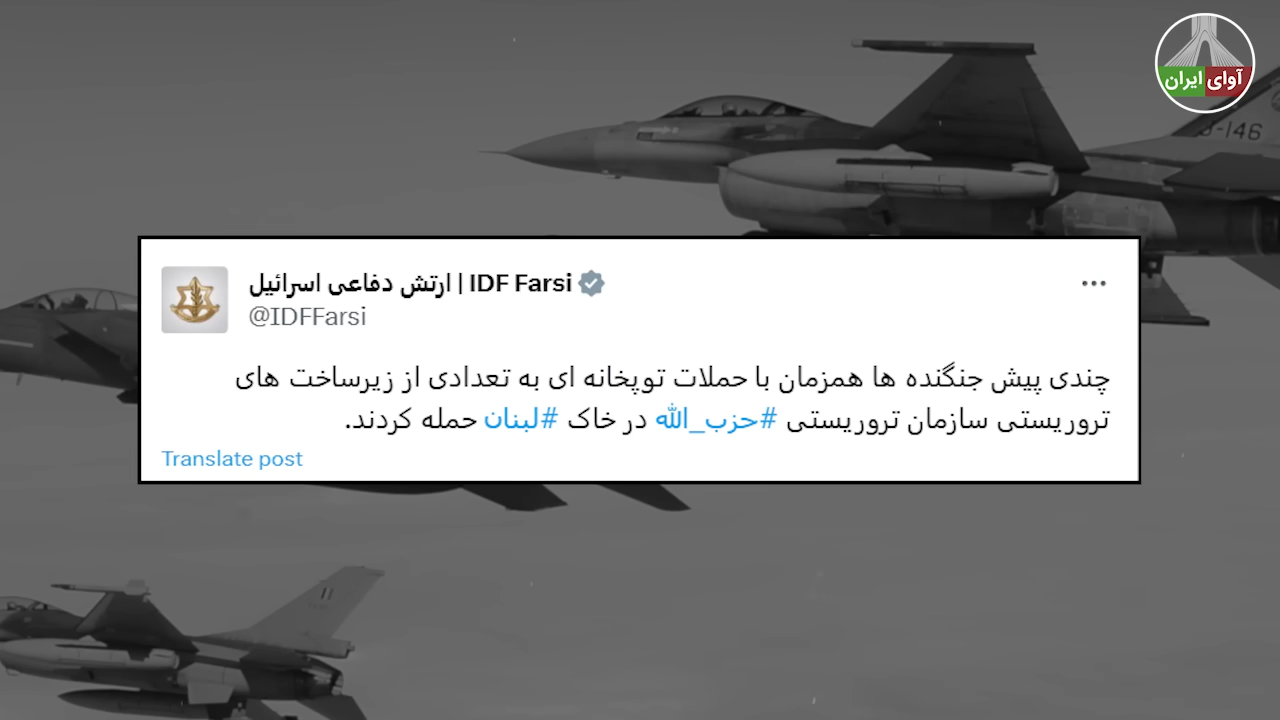 آوای ایران
ارتش دفاعی اسرائیل | IDF Farsi
@IDFFarsi
چندی پیش جنگنده ها همزمان با حملات توپخانه ای به تعدادی از زیرساخت های
تروریستی سازمان تروریستی #حزب_الله در خاک #لبنان حمله کردند.
Translate post